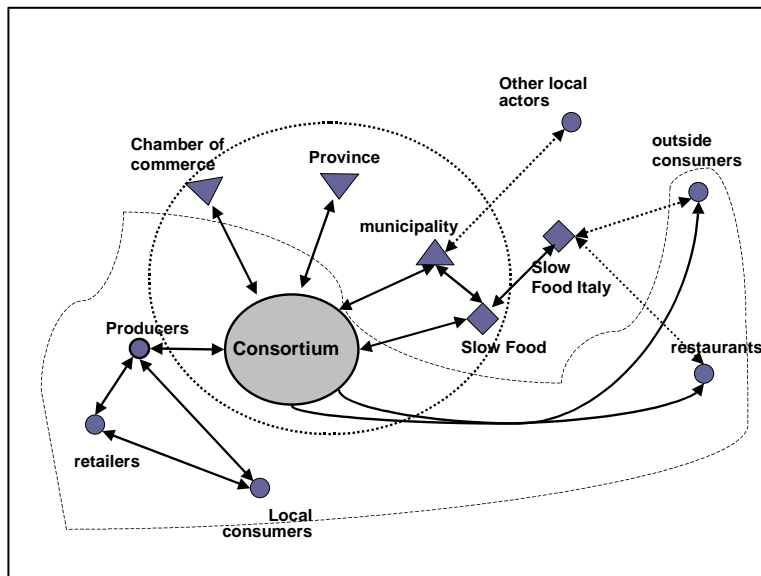 Other local
actors
outside
consumers
Chamber of
commerce
Province
municipality
Slow
Food Italy
Producers
Consortium
Slow Food
restaurants
retailers
Local
consumers